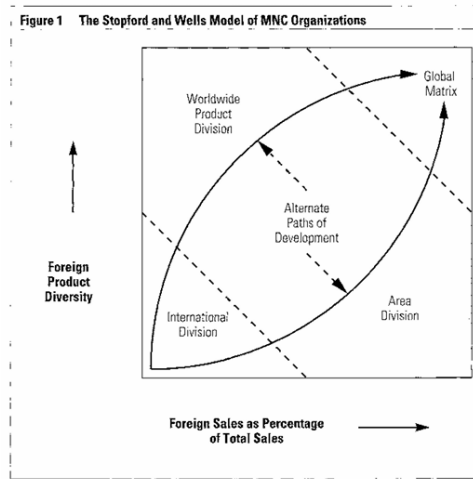 Figure 1 The Stopford and Wells Model of MNC Organizations
Global
Matrix
Worldwide
Product
Division
Alternate
Paths of
Development
Foreign
Product
Diversity
International
Division
Area
Division
Foreign Sales as Percentage
of Total Sales